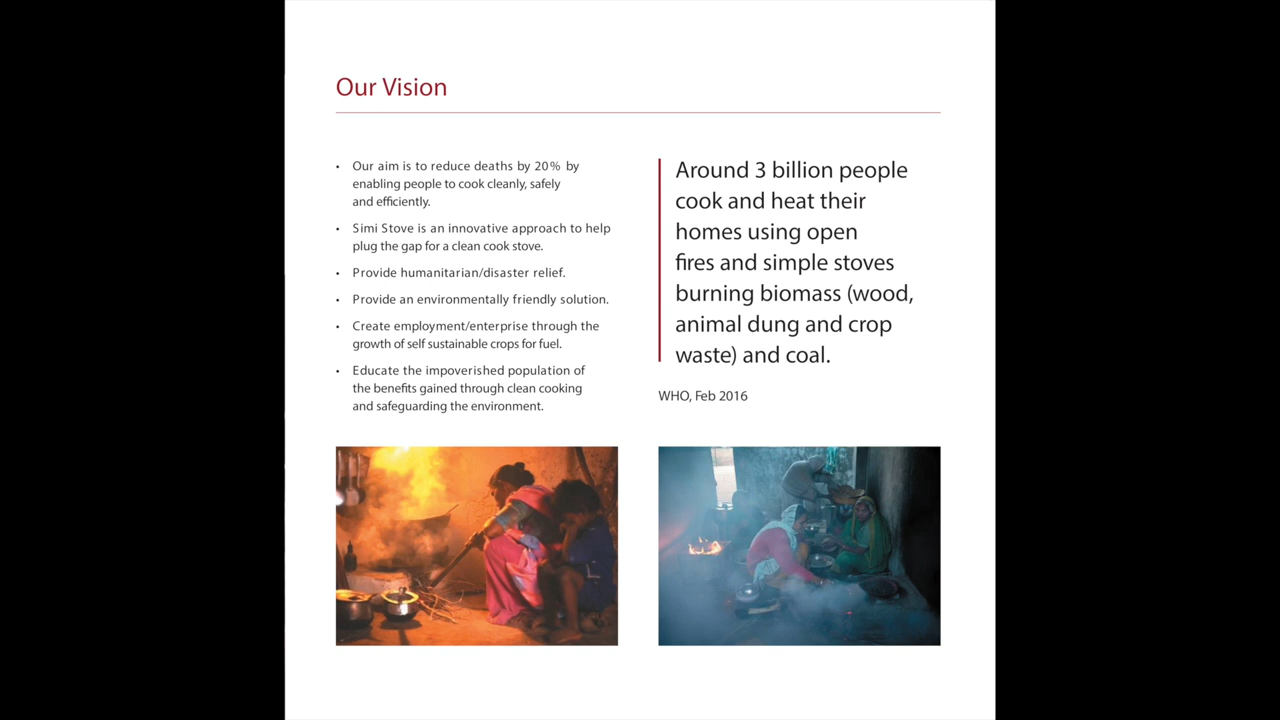 Our Vision
• Our aim is to reduce deaths by 20% by
enabling people to cook cleanly, safely
and efficiently.
• Simi Stove is an innovative approach to help
plug the gap for a clean cook stove.
• Provide humanitarian/disaster relief.
• Provide an environmentally friendly solution.
• Create employment/enterprise through the
growth of self sustainable crops for fuel.
• Educate the impoverished population of
the benefits gained through clean cooking
and safeguarding the environment.
Around 3 billion people
cook and heat their
homes using open
fires and simple stoves
burning biomass (wood,
animal dung and crop
waste) and coal.
WHO, Feb 2016